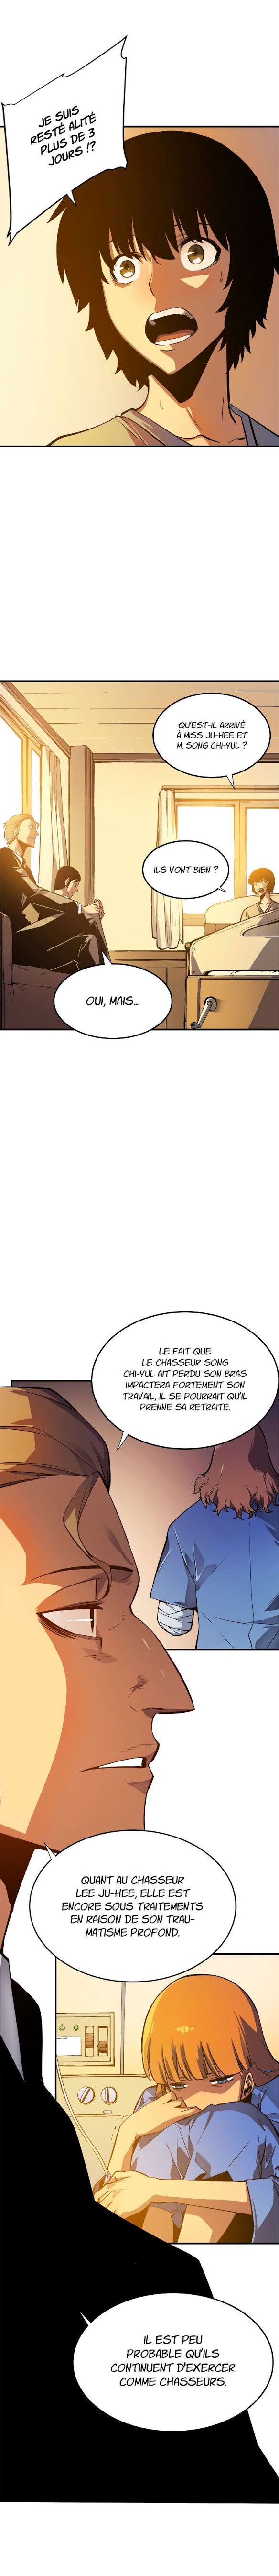 JE SUIS
RESTÉ ALITÉ
PLUS DE 3
JOURS !?
QU'EST-IL ARRIVÉ
À MISS JU-HEE ET
M. SONG CHI-YUL ?
ILS VONT BIEN ?
OUI, MAIS...
LE FAIT QUE
LE CHASSEUR SONG
CHI-YUL AIT PERDU SON BRAS
IMPACTERA FORTEMENT SON
TRAVAIL, IL SE POURRAIT QU'IL
PRENNE SA RETRAITE.
QUANT AU CHASSEUR
LEE JU-HEE, ELLE EST
ENCORE SOUS TRAITEMENTS
EN RAISON DE SON TRAU-
MATISME PROFOND.
IL EST PEU
PROBABLE QU'ILS
CONTINUENT D'EXERCER
COMME CHASSEURS.